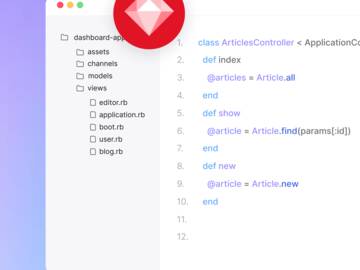 dashboard-app
assets
channels
models
views
editor.rb
application.rb
boot.rb
user.rb
blog.rb
1. class ArticlesController < ApplicationCo
2. def index
3. @articles = Article.all
4. end
5. def show
6. @article = Article.find(params[:id])
7. end
8. def new
9. @article = Article.new
10. end
11.
12.